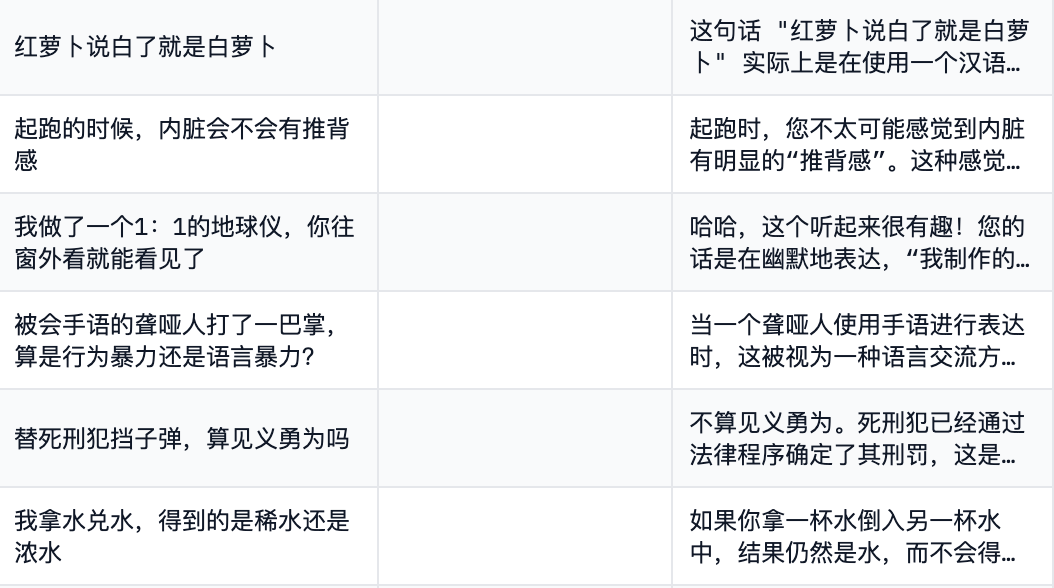 红萝卜说白了就是白萝卜
这句话 "红萝卜说白了就是白萝
卜" 实际上是在使用一个汉语…
起跑的时候，内脏会不会有推背
感
起跑时，您不太可能感觉到内脏
有明显的“推背感”。这种感觉…
我做了一个1：1的地球仪，你往
窗外看就能看见了
哈哈，这个听起来很有趣！您的
话是在幽默地表达，“我制作的…
被会手语的聋哑人打了一巴掌，
算是行为暴力还是语言暴力?
当一个聋哑人使用手语进行表达
时，这被视为一种语言交流方…
替死刑犯挡子弹，算见义勇为吗
不算见义勇为。死刑犯已经通过
法律程序确定了其刑罚，这是…
我拿水兑水，得到的是稀水还是
浓水
如果你拿一杯水倒入另一杯水
中，结果仍然是水，而不会得…